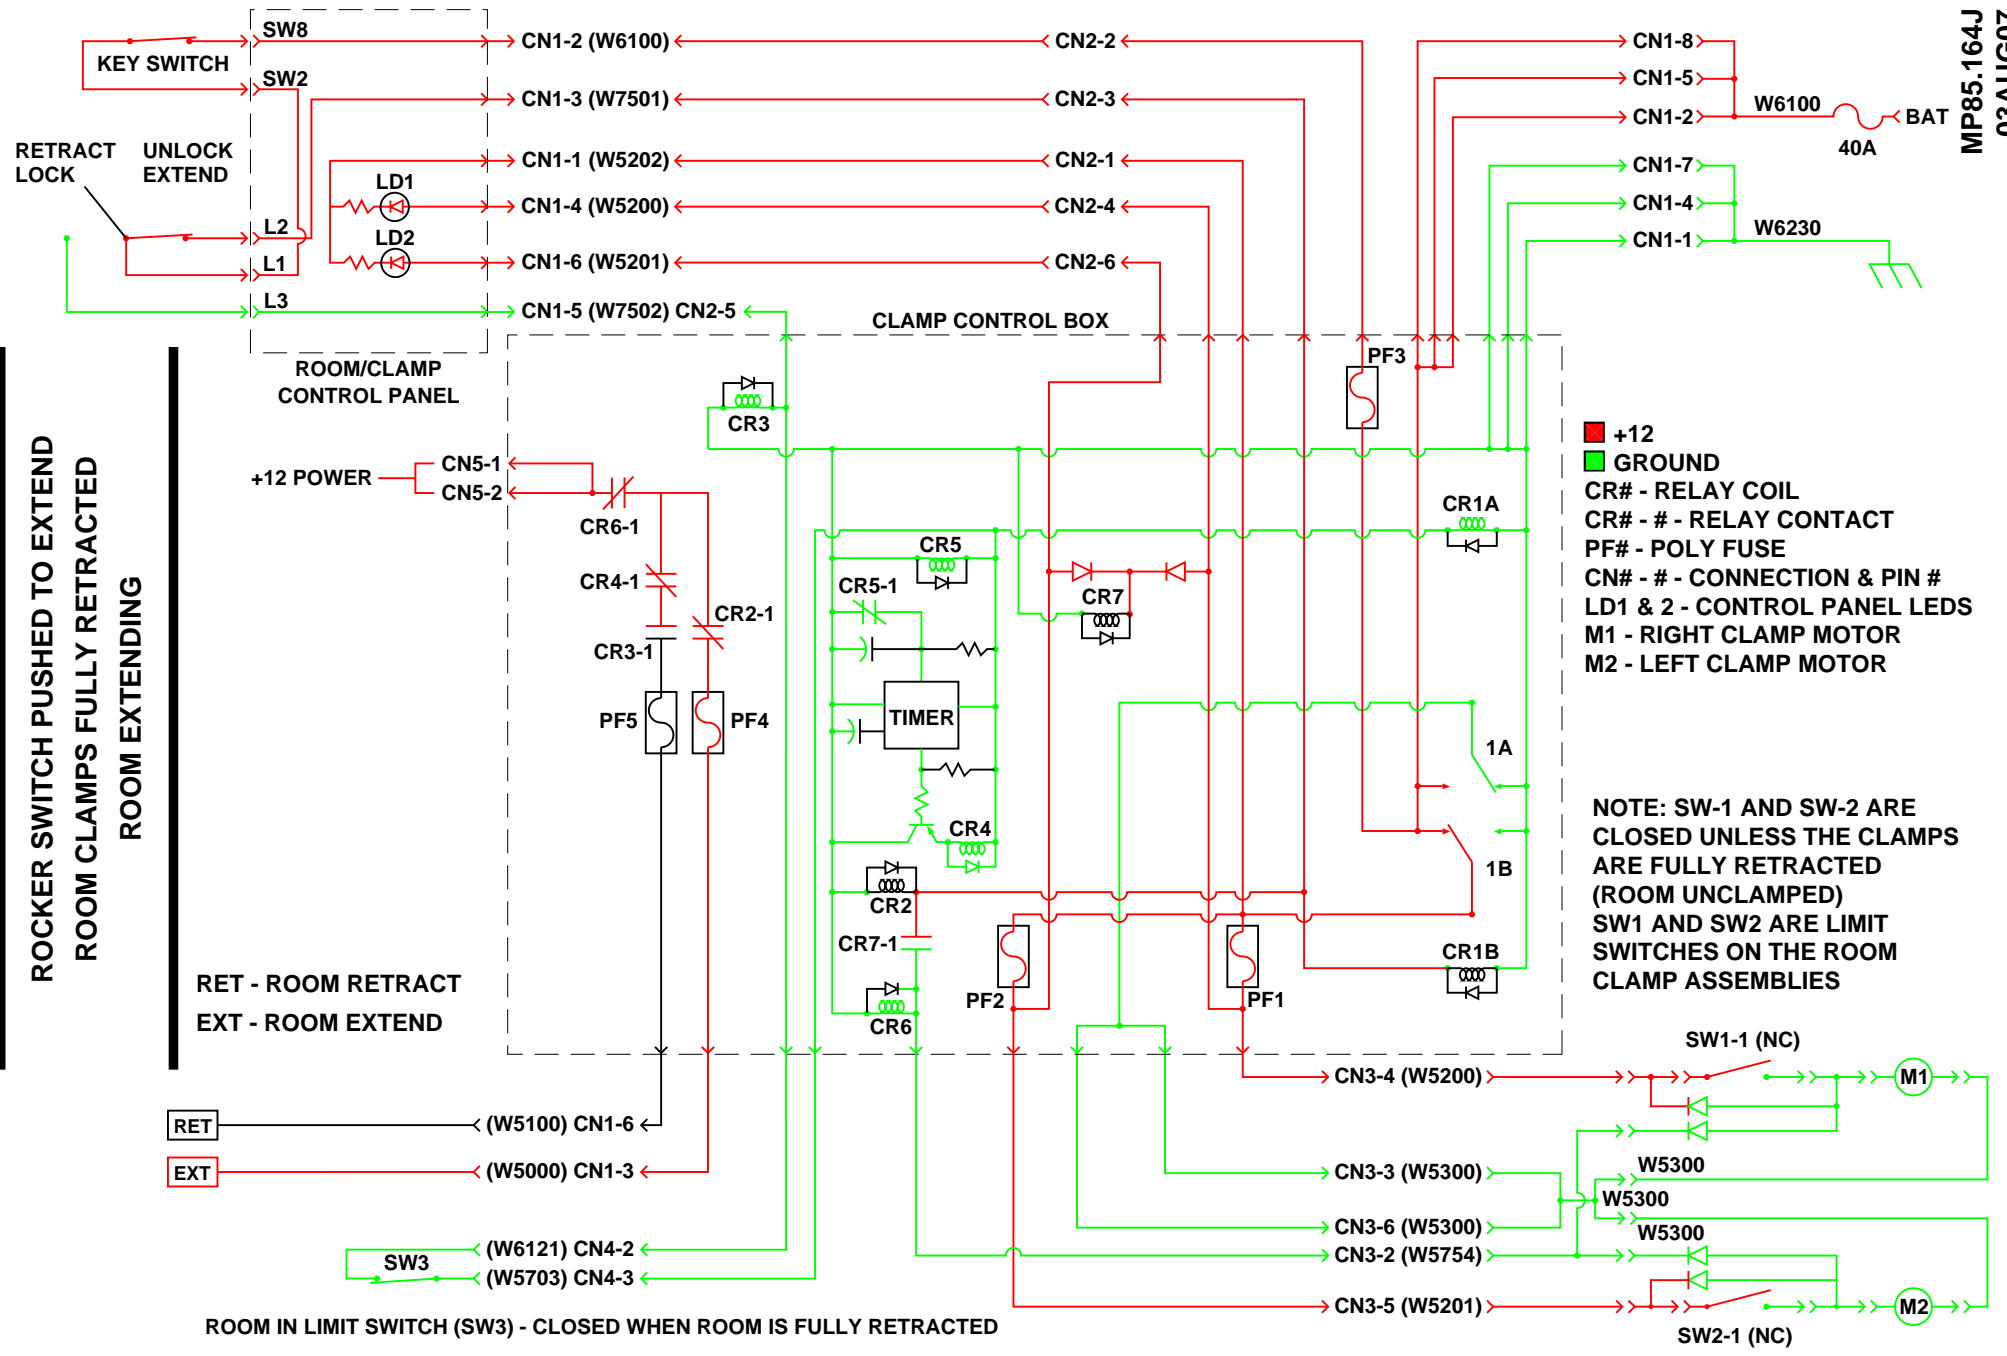 SW8
KEY SWITCH
SW2
RETRACT LOCK
UNLOCK EXTEND
LD1
LD2
L2
L1
L3
ROOM/CLAMP
CONTROL PANEL
CN1-2 (W6100)
CN2-2
CN1-3 (W7501)
CN2-3
CN1-1 (W5202)
CN2-1
CN1-4 (W5200)
CN2-4
CN1-6 (W5201)
CN2-6
CN1-5 (W7502) CN2-5
CLAMP CONTROL BOX
CN1-8
CN1-5
CN1-2
W6100
40A
BAT
CN1-7
CN1-4
CN1-1
W6230
MP85.164J
ROCKER SWITCH PUSHED TO EXTEND
ROOM CLAMPS FULLY RETRACTED
ROOM EXTENDING
+12 POWER
CN5-1
CN5-2
CR6-1
CR4-1
CR3-1
CR2-1
PF5
PF4
CR3
PF3
CR1A
CR5
CR5-1
CR7
TIMER
CR4
CR2
CR7-1
CR6
PF2
PF1
1A
1B
CR1B
+12
GROUND
CR# - RELAY COIL
CR# - # - RELAY CONTACT
PF# - POLY FUSE
CN# - # - CONNECTION & PIN #
LD1 & 2 - CONTROL PANEL LEDS
M1 - RIGHT CLAMP MOTOR
M2 - LEFT CLAMP MOTOR
NOTE: SW-1 AND SW-2 ARE
CLOSED UNLESS THE CLAMPS
ARE FULLY RETRACTED
(ROOM UNCLAMPED)
SW1 AND SW2 ARE LIMIT
SWITCHES ON THE ROOM
CLAMP ASSEMBLIES
RET - ROOM RETRACT
EXT - ROOM EXTEND
RET
(W5100) CN1-6
EXT
(W5000) CN1-3
(W6121) CN4-2
SW3
(W5703) CN4-3
ROOM IN LIMIT SWITCH (SW3) - CLOSED WHEN ROOM IS FULLY RETRACTED
SW1-1 (NC)
CN3-4 (W5200)
M1
CN3-3 (W5300)
W5300
W5300
CN3-6 (W5300)
W5300
CN3-2 (W5754)
CN3-5 (W5201)
M2
SW2-1 (NC)